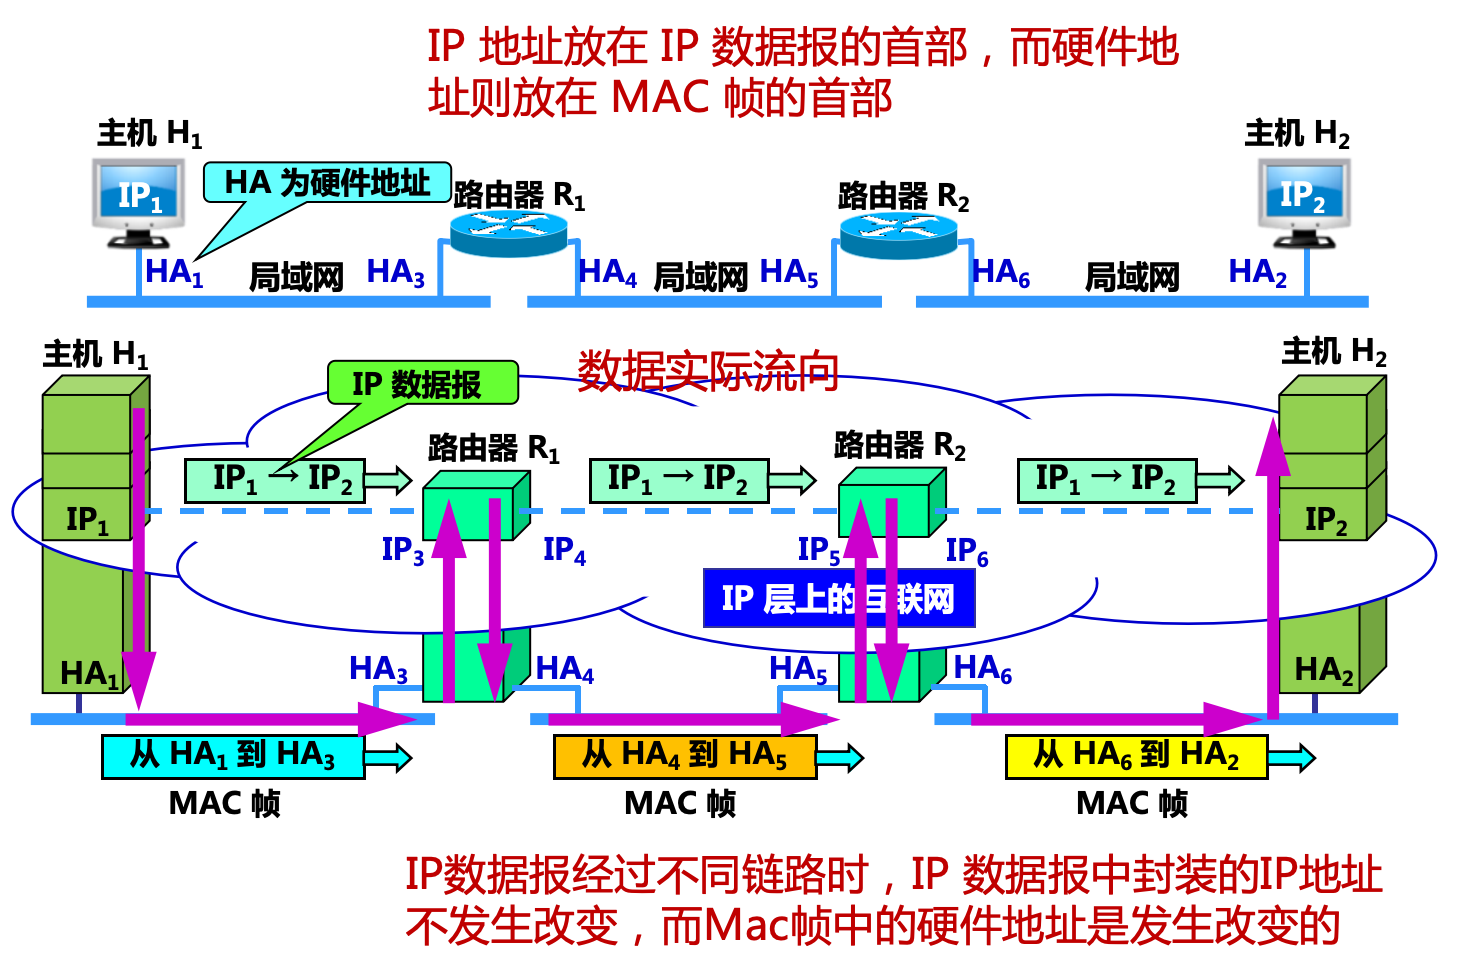 IP 地址放在 IP 数据报的首部，而硬件地
址则放在 MAC 帧的首部
主机 H₁
主机 H₂
IP₁
HA 为硬件地址
路由器 R₁
路由器 R₂
IP₂
HA₁
局域网
HA₃
HA₄
局域网
HA₅
HA₆
局域网
HA₂
主机 H₁
数据实际流向
主机 H₂
IP 数据报
路由器 R₁
路由器 R₂
IP₁ → IP₂
IP₁ → IP₂
IP₁ → IP₂
IP₁
IP₂
IP₃
IP₄
IP₅
IP₆
IP 层上的互联网
HA₁
HA₃
HA₄
HA₅
HA₆
HA₂
从 HA₁ 到 HA₃
从 HA₄ 到 HA₅
从 HA₆ 到 HA₂
MAC 帧
MAC 帧
MAC 帧
IP数据报经过不同链路时，IP 数据报中封装的IP地址
不发生改变，而Mac帧中的硬件地址是发生改变的